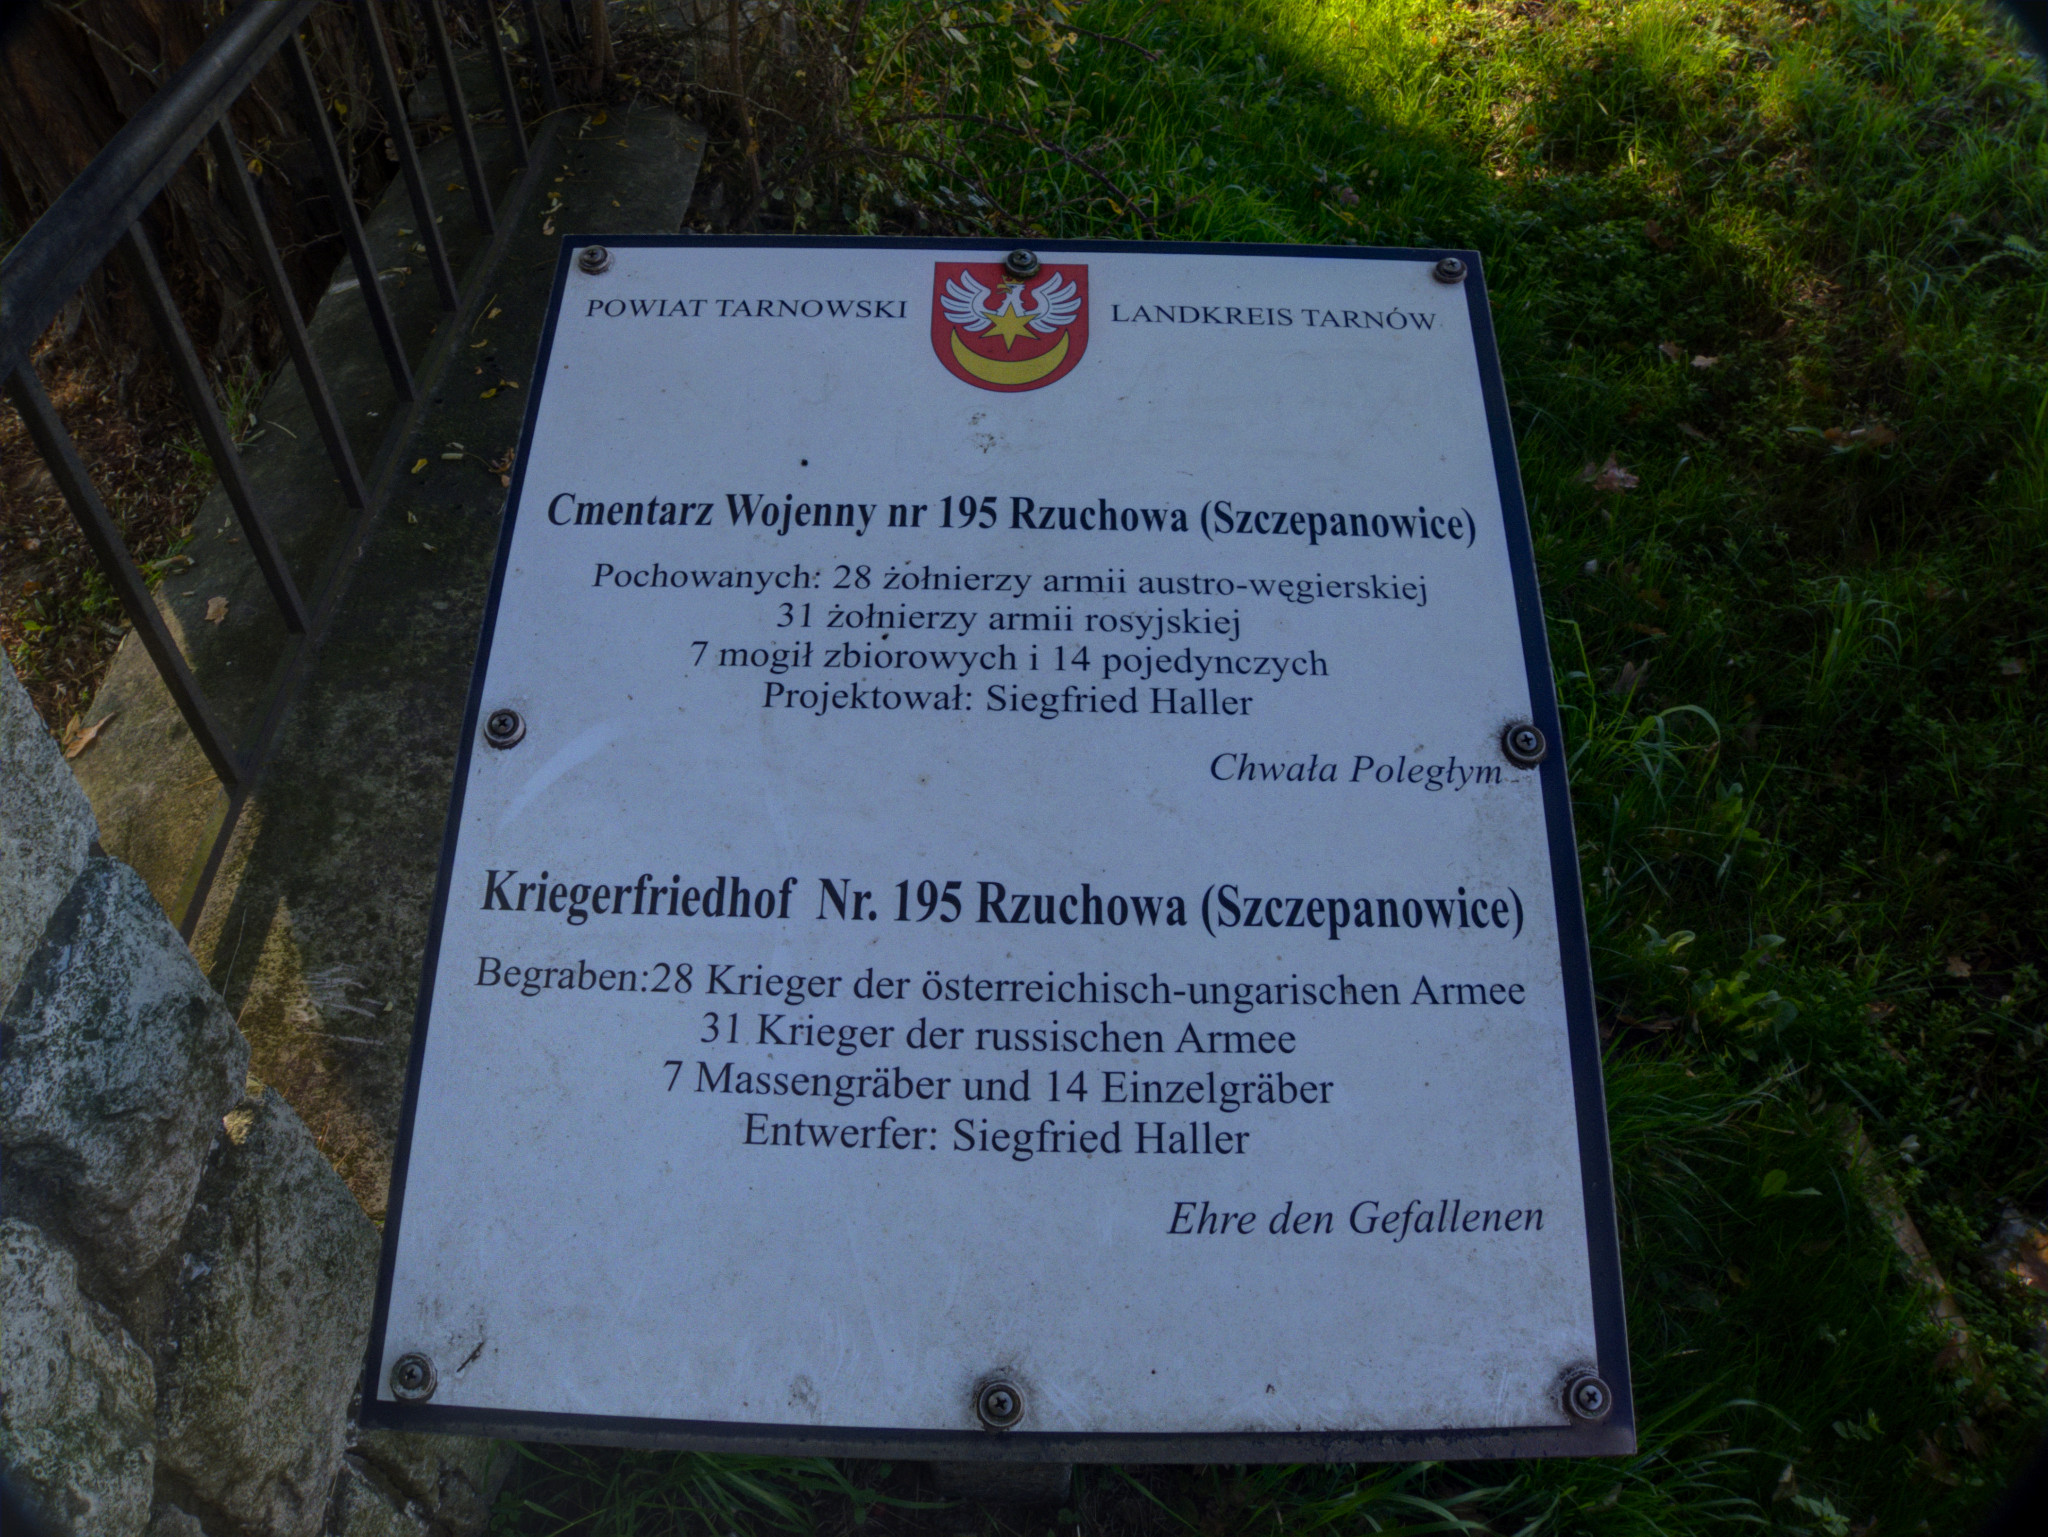 POWIAT TARNOWSKI LANDKREIS TARNÓW
Cmentarz Wojenny nr 195 Rzuchowa (Szczepanowice)
Pochowanych: 28 żołnierzy armii austro-węgierskiej
31 żołnierzy armii rosyjskiej
7 mogił zbiorowych i 14 pojedynczych
Projektował: Siegfried Haller
Chwała Poległym
Kriegerfriedhof Nr. 195 Rzuchowa (Szczepanowice)
Begraben:28 Krieger der österreichisch-ungarischen Armee
31 Krieger der russischen Armee
7 Massengräber und 14 Einzelgräber
Entwerfer: Siegfried Haller
Ehre den Gefallenen